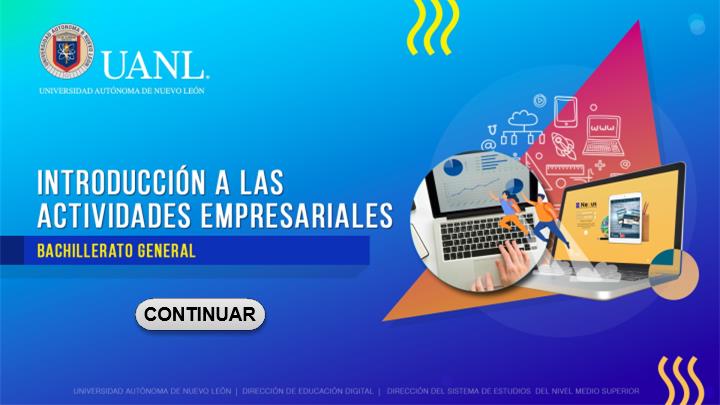 UANL®
UNIVERSIDAD AUTÓNOMA DE NUEVO LEÓN
INTRODUCCIÓN A LAS
ACTIVIDADES EMPRESARIALES
BACHILLERATO GENERAL
CONTINUAR
WWW
UNIVERSIDAD AUTÓNOMA DE NUEVO LEÓN | DIRECCIÓN DE EDUCACIÓN DIGITAL | DIRECCIÓN DEL SISTEMA DE ESTUDIOS DEL NIVEL MEDIO SUPERIOR